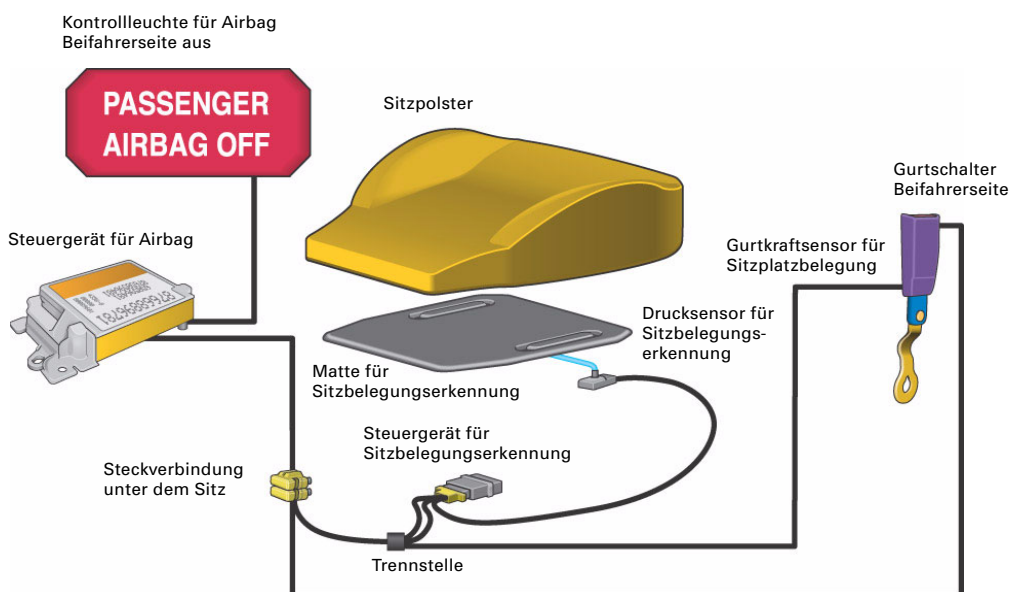 Kontrollleuchte für Airbag
Beifahrerseite aus
PASSENGER
AIRBAG OFF
Sitzpolster
Gurtschalter
Beifahrerseite
Steuergerät für Airbag
Gurtkraftsensor für
Sitzplatzbelegung
Drucksensor für
Sitzbelegungs-
erkennung
Matte für
Sitzbelegungserkennung
Steuergerät für
Sitzbelegungserkennung
Steckverbindung
unter dem Sitz
Trennstelle